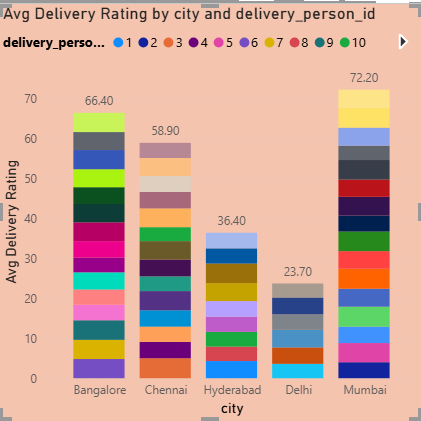 Avg Delivery Rating by city and delivery_person_id
delivery_perso... 1 2 3 4 5 6 7 8 9 10
72.20
70
66.40
60
58.90
50
40
36.40
30
23.70
20
10
0
Avg Delivery Rating
Bangalore Chennai Hyderabad Delhi Mumbai
city